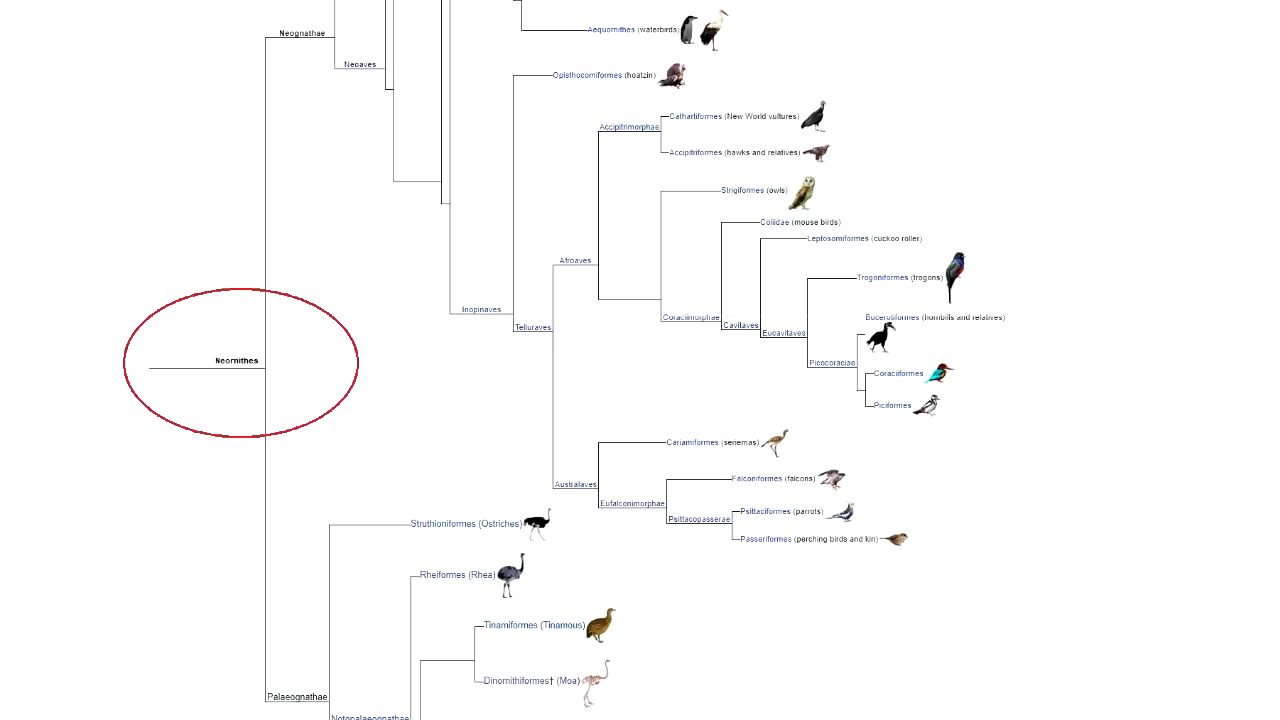 Aequornithes (waterbirds)
Neognathae
Neoaves
Opisthocomiformes (hoatzin)
Cathartiformes (New World vultures)
Accipitrimorphae
Accipitriformes (hawks and relatives)
Strigiformes (owls)
Coliidae (mouse birds)
Leptosomiformes (cuckoo roller)
Afroaves
Trogoniformes (trogons)
Inopinaves
Bucerotiformes (hornbills and relatives)
Coraciimorphae
Telluraves
Cavitaves
Eucavitaves
Neornithes
Picocoraciae
Coraciiformes
Piciformes
Cariamiformes (seriemas)
Falconiformes (falcons)
Australaves
Eufalconimorphae
Psittaciformes (parrots)
Psittacopasserae
Struthioniformes (Ostriches)
Passeriformes (perching birds and kin)
Rheiformes (Rhea)
Tinamiformes (Tinamous)
Dinornithiformes† (Moa)
Palaeognathae
Notopalaeognathae